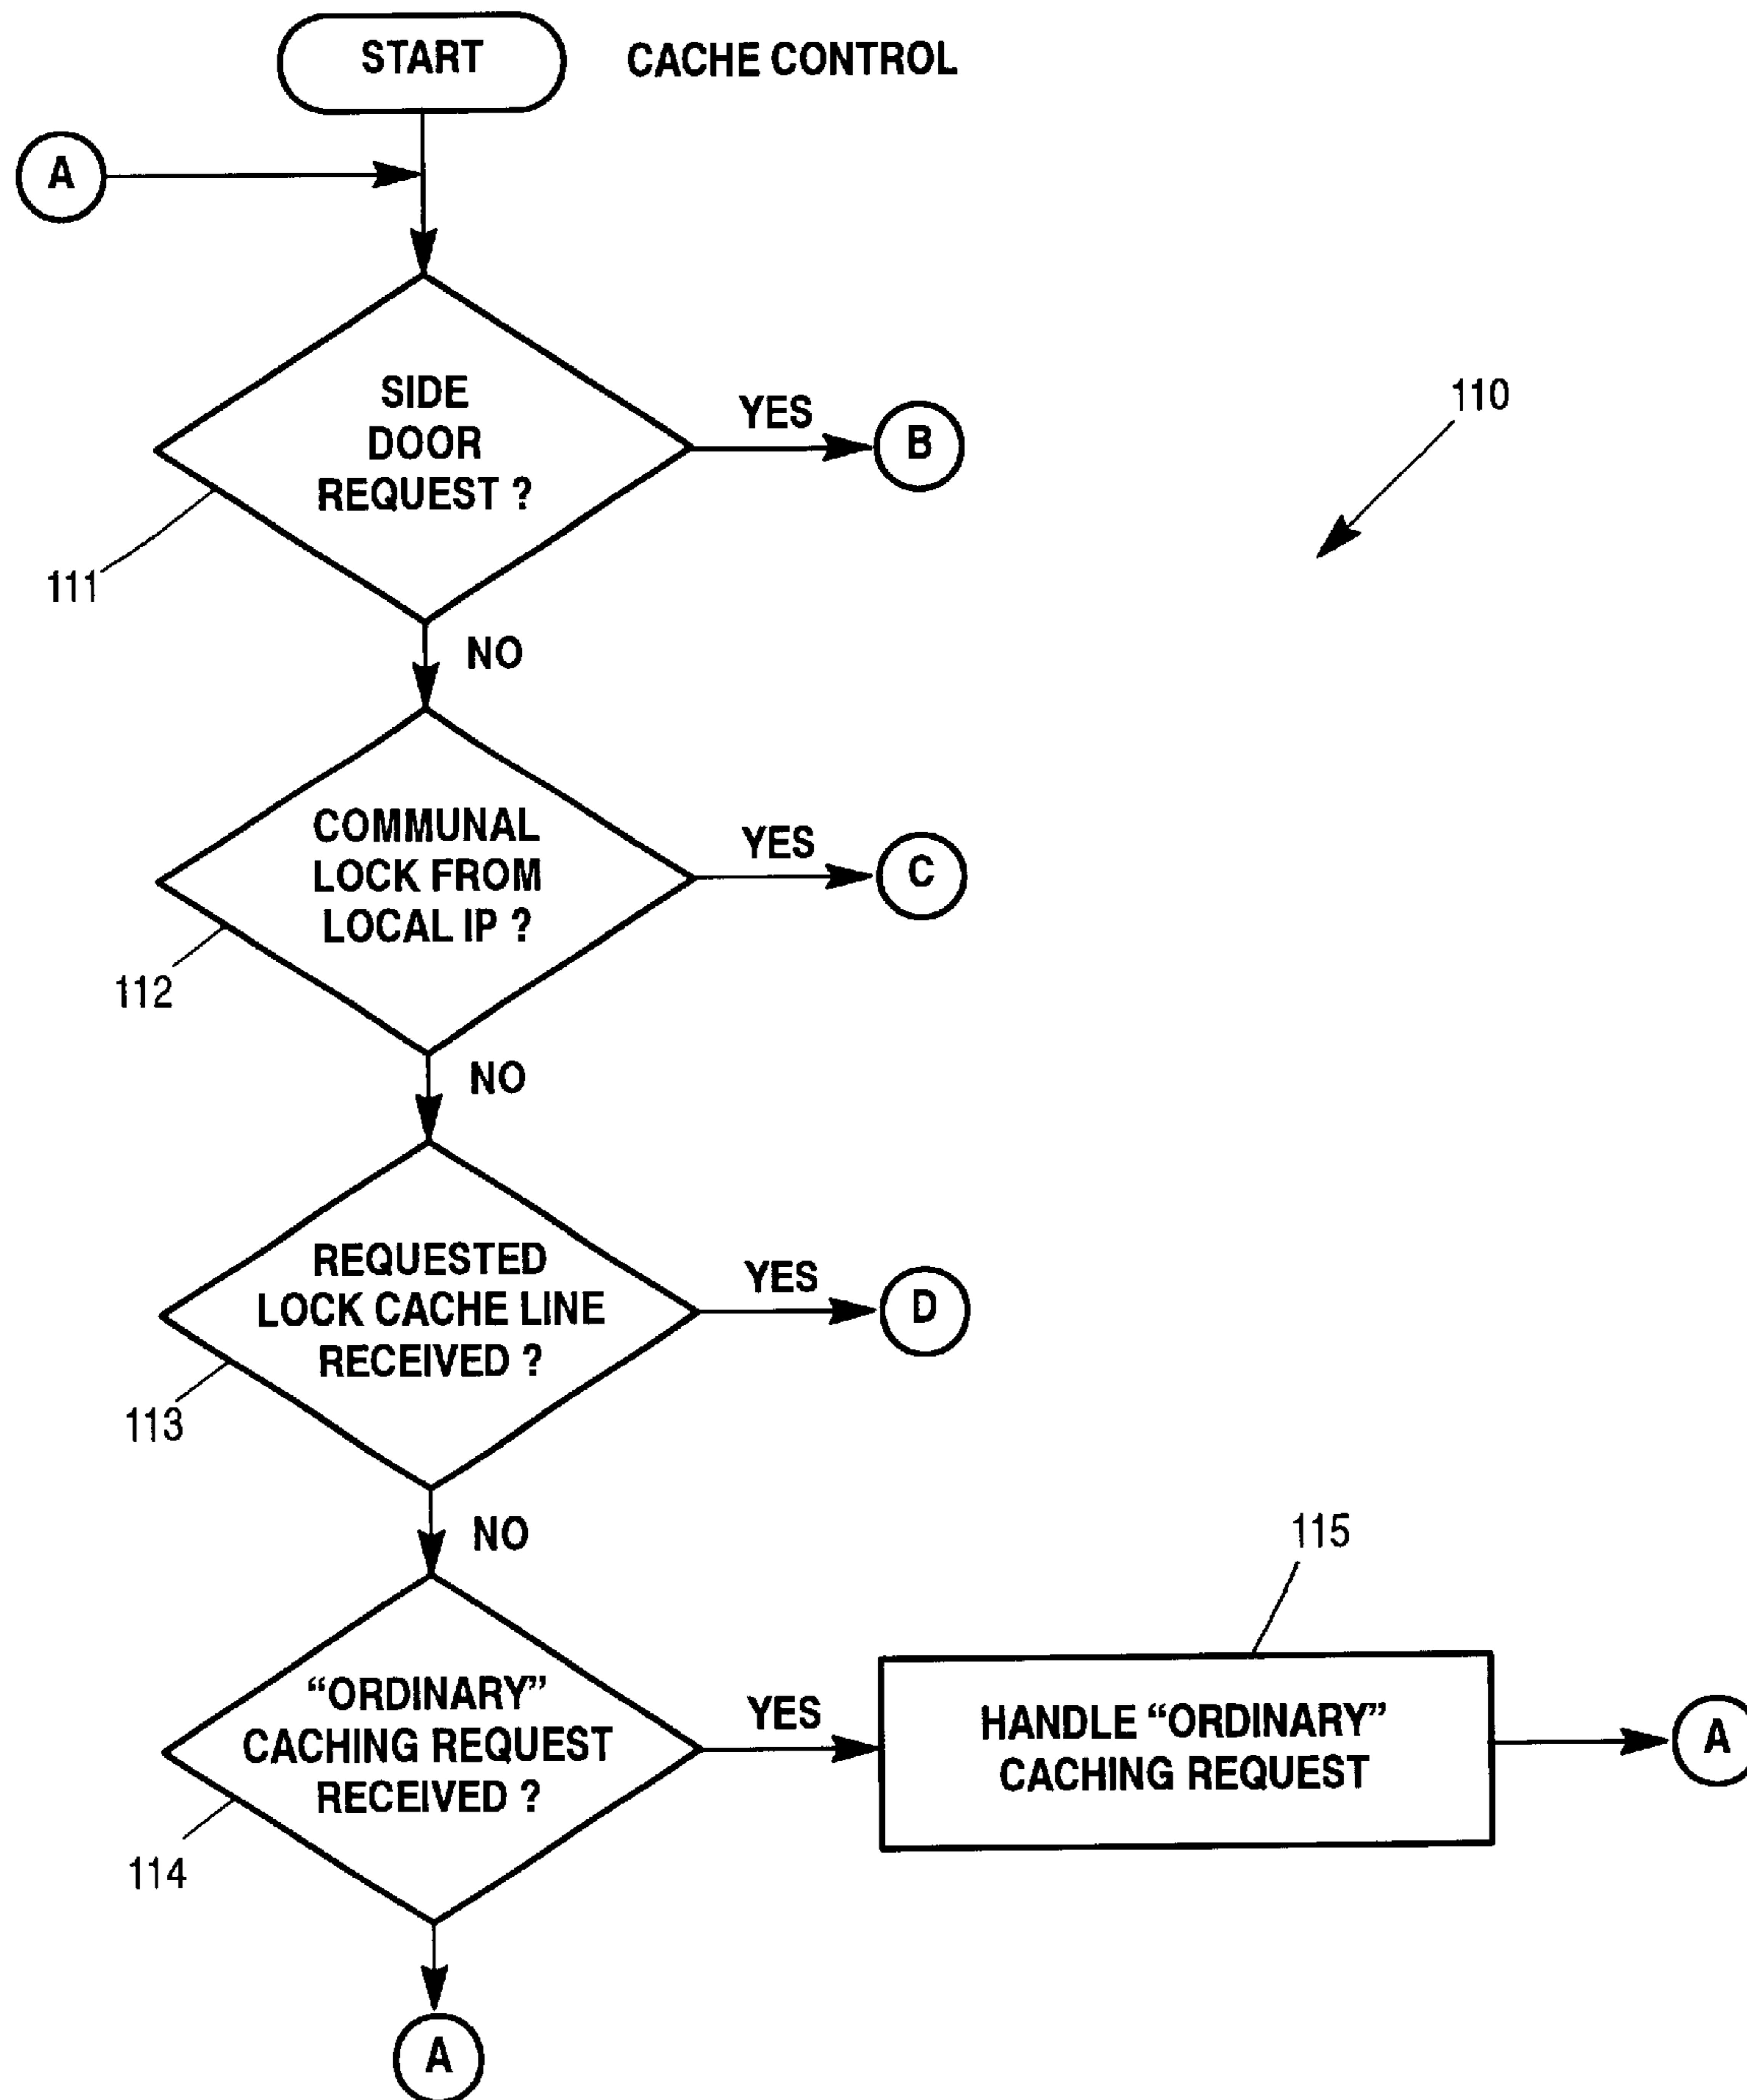 START
CACHE CONTROL
A
SIDE
DOOR
REQUEST ?
YES
B
110
111
NO
COMMUNAL
LOCK FROM
LOCAL IP ?
YES
C
112
NO
REQUESTED
LOCK CACHE LINE
RECEIVED ?
YES
D
113
NO
115
“ORDINARY”
CACHING REQUEST
RECEIVED ?
YES
HANDLE “ORDINARY”
CACHING REQUEST
A
114
A